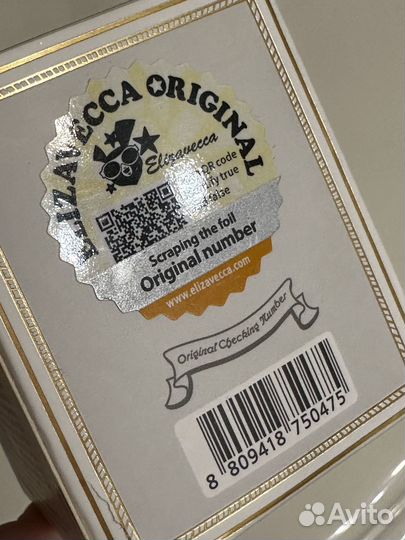 ELIZAVECCA ORIGINAL
Elizavecca
QR code
true
false
Scraping the foil
Original number
www.elizavecca.com
Original Checking Number
8 809418 750475
Avito